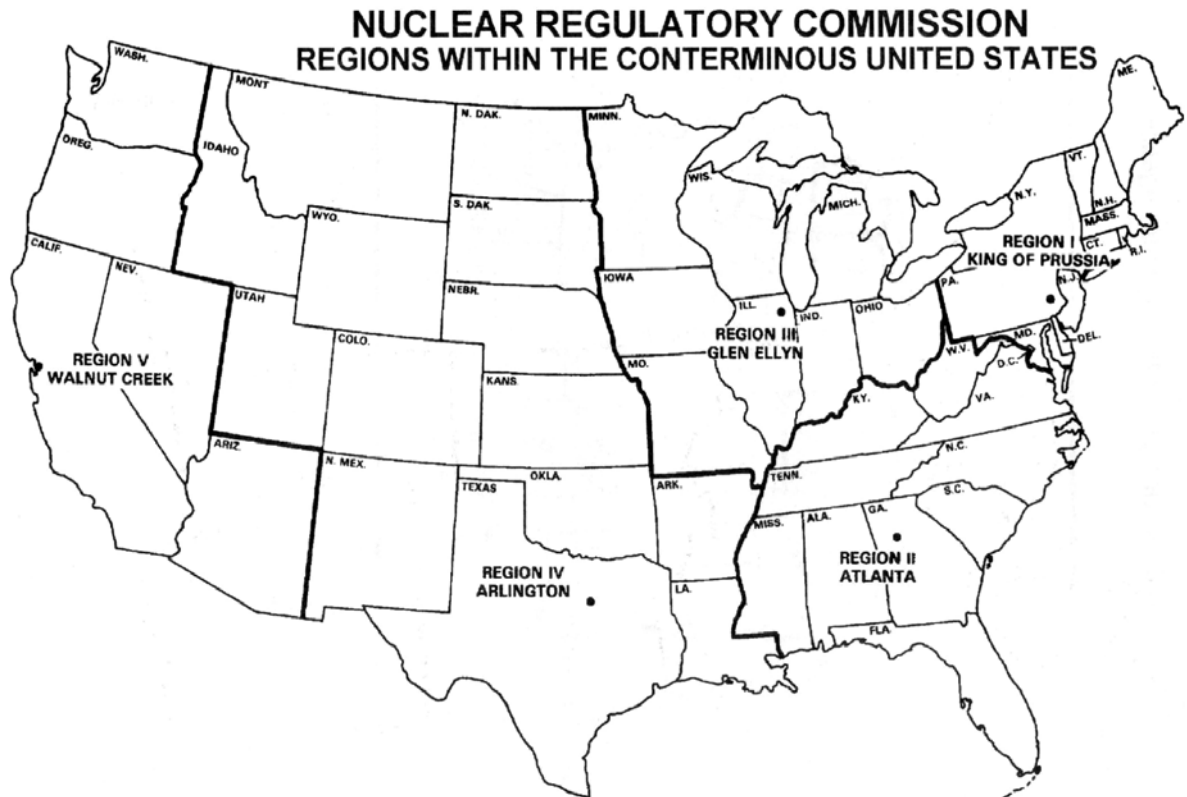 NUCLEAR REGULATORY COMMISSION
REGIONS WITHIN THE CONTERMINOUS UNITED STATES
WASH.
MONT
N. DAK.
MINN.
ME.
OREG.
IDAHO
WIS.
VT.
N.Y.
S. DAK.
MICH.
N.H.
MASS.
WYO.
CALIF.
NEV.
REGION I
KING OF PRUSSIA
CT.
R.I.
IOWA
PA.
N.J.
UTAH
NEBR.
ILL.
IND.
OHIO
COLO.
REGION III
GLEN ELLYN
MD.
DEL.
REGION V
WALNUT CREEK
MO.
W.V.
D.C.
KANS.
KY.
VA.
ARIZ.
N. MEX.
OKLA.
N.C.
TEXAS
ARK.
TENN.
S.C.
MISS.
ALA.
GA.
REGION IV
ARLINGTON
REGION II
ATLANTA
LA.
FLA.